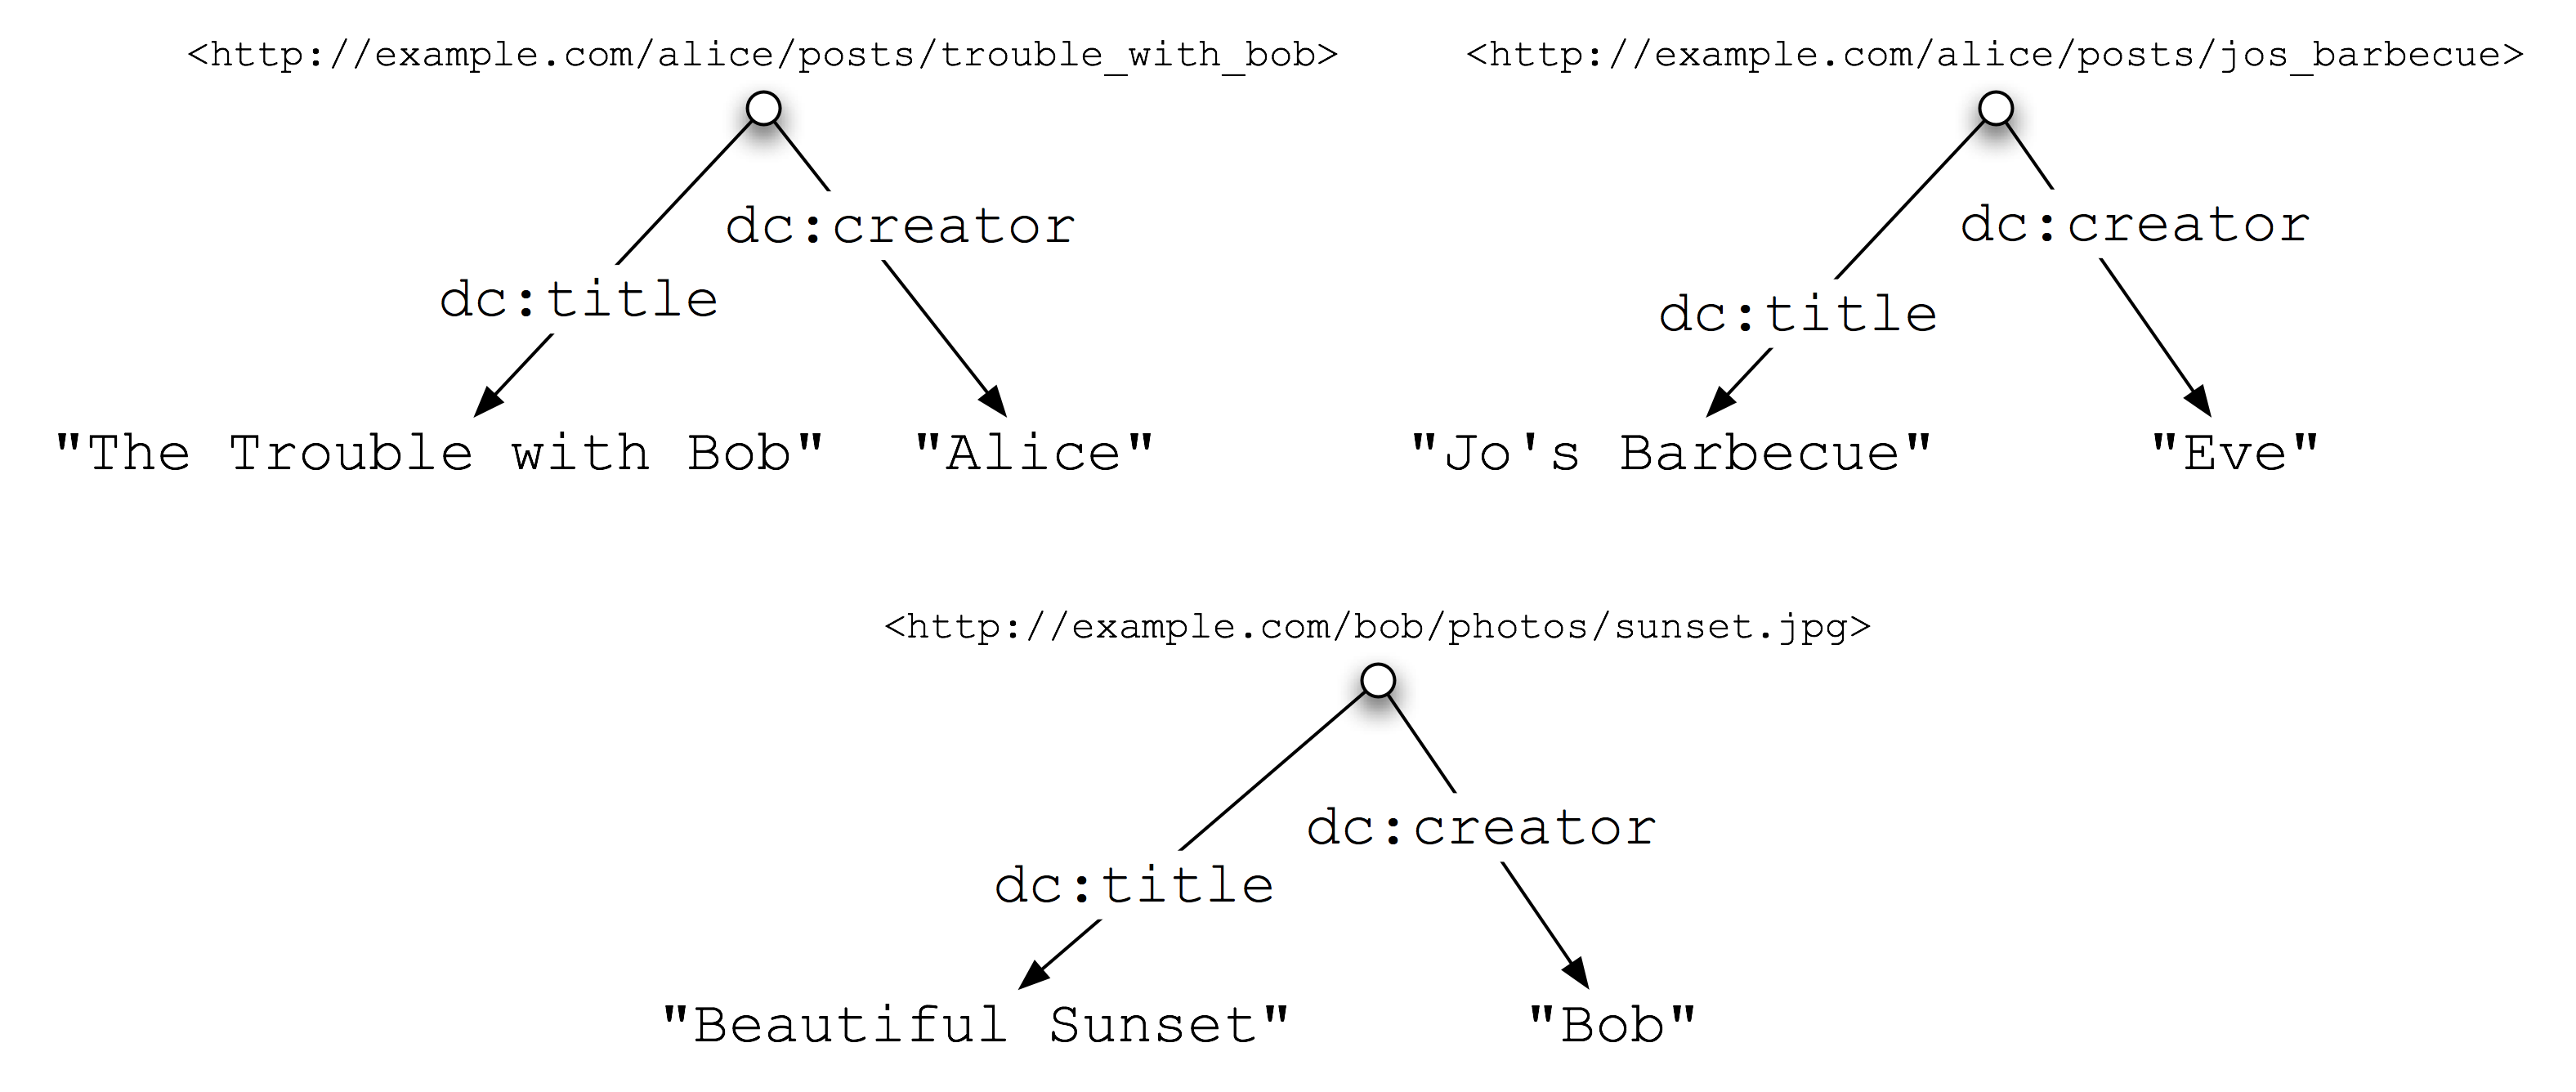 <http://example.com/alice/posts/trouble_with_bob>
dc:creator
dc:title
"The Trouble with Bob" "Alice"
<http://example.com/alice/posts/jos_barbecue>
dc:creator
dc:title
"Jo's Barbecue" "Eve"
<http://example.com/bob/photos/sunset.jpg>
dc:creator
dc:title
"Beautiful Sunset" "Bob"